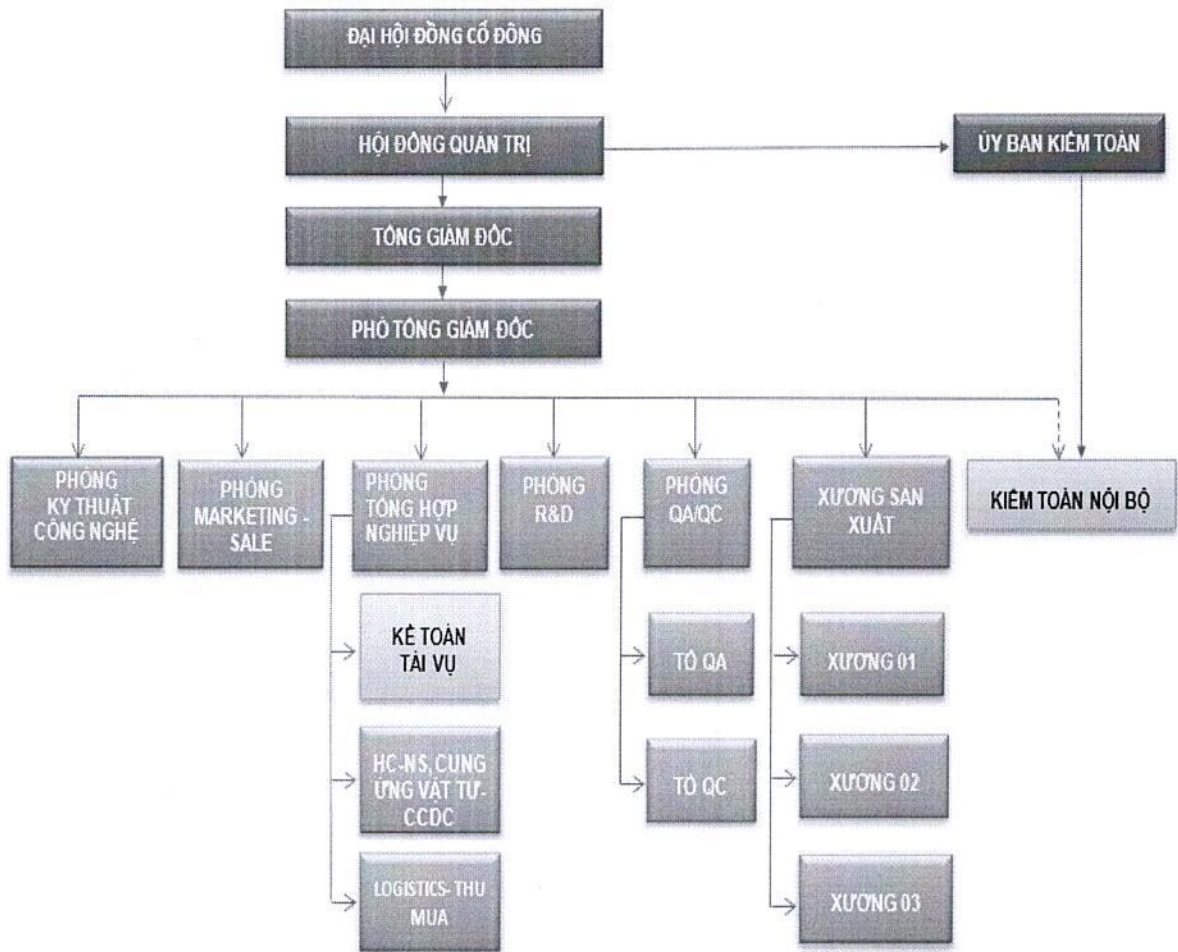 ĐẠI HỘI ĐỒNG CỔ ĐÔNG
HỘI ĐỒNG QUẢN TRỊ
ỦY BAN KIỂM TOÁN
TỔNG GIÁM ĐỐC
PHÓ TỔNG GIÁM ĐỐC
PHÒNG
KỸ THUẬT
CÔNG NGHỆ
PHÒNG
MARKETING -
SALE
PHÒNG
TỔNG HỢP
NGHIỆP VỤ
PHÒNG
R&D
PHÒNG
QA/QC
XƯỞNG SẢN
XUẤT
KIỂM TOÁN NỘI BỘ
KẾ TOÁN
TÀI VỤ
TỔ QA
XƯỞNG 01
HC-NS, CUNG
ỨNG VẬT TƯ-
CCDC
TỔ QC
XƯỞNG 02
LOGISTICS- THU
MUA
XƯỞNG 03